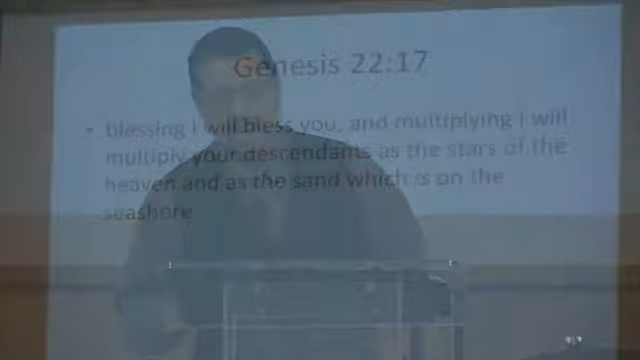 Genesis 22:17
• blessing I will bless you, and multiplying I will
multiply your descendants as the stars of the
heaven and as the sand which is on the
seashore